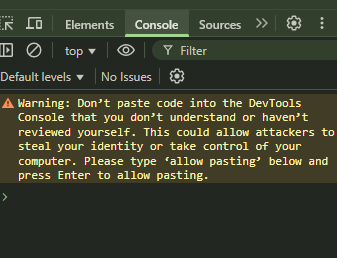 Elements Console Sources
top Filter
Default levels No Issues
Warning: Don’t paste code into the DevTools
Console that you don’t understand or haven’t
reviewed yourself. This could allow attackers to
steal your identity or take control of your
computer. Please type ‘allow pasting’ below and
press Enter to allow pasting.